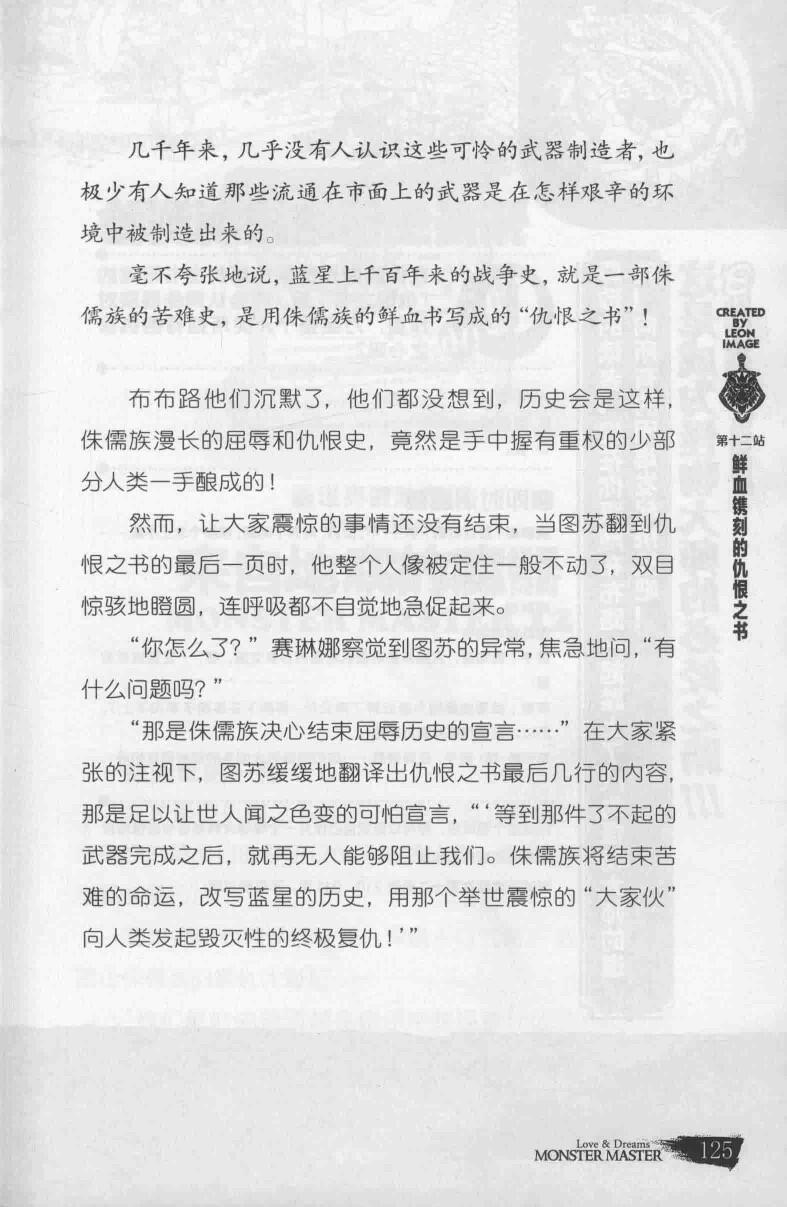 几千年来，几乎没有人认识这些可怜的武器制造者，也
极少有人知道那些流通在市面上的武器是在怎样艰辛的环
境中被制造出来的。
毫不夸张地说，蓝星上千百年来的战争史，就是一部侏
儒族的苦难史，是用侏儒族的鲜血书写成的“仇恨之书”！
布布路他们沉默了，他们都没想到，历史会是这样，
侏儒族漫长的屈辱和仇恨史，竟然是手中握有重权的少部
分人类一手酿成的！
然而，让大家震惊的事情还没有结束，当图苏翻到仇
恨之书的最后一页时，他整个人像被定住一般不动了，双目
惊骇地瞪圆，连呼吸都不自觉地急促起来。
“你怎么了？”赛琳娜察觉到图苏的异常，焦急地问，“有
什么问题吗？”
“那是侏儒族决心结束屈辱历史的宣言……”在大家紧
张的注视下，图苏缓缓地翻译出仇恨之书最后几行的内容，
那是足以让世人闻之色变的可怕宣言，“‘等到那件了不起的
武器完成之后，就再无人能够阻止我们。侏儒族将结束苦
难的命运，改写蓝星的历史，用那个举世震惊的“大家伙”
向人类发起毁灭性的终极复仇！’”
CREATED
BY
LEON
IMAGE
第十二站
鲜血镌刻的仇恨之书
Love & Dreams
MONSTER MASTER
125